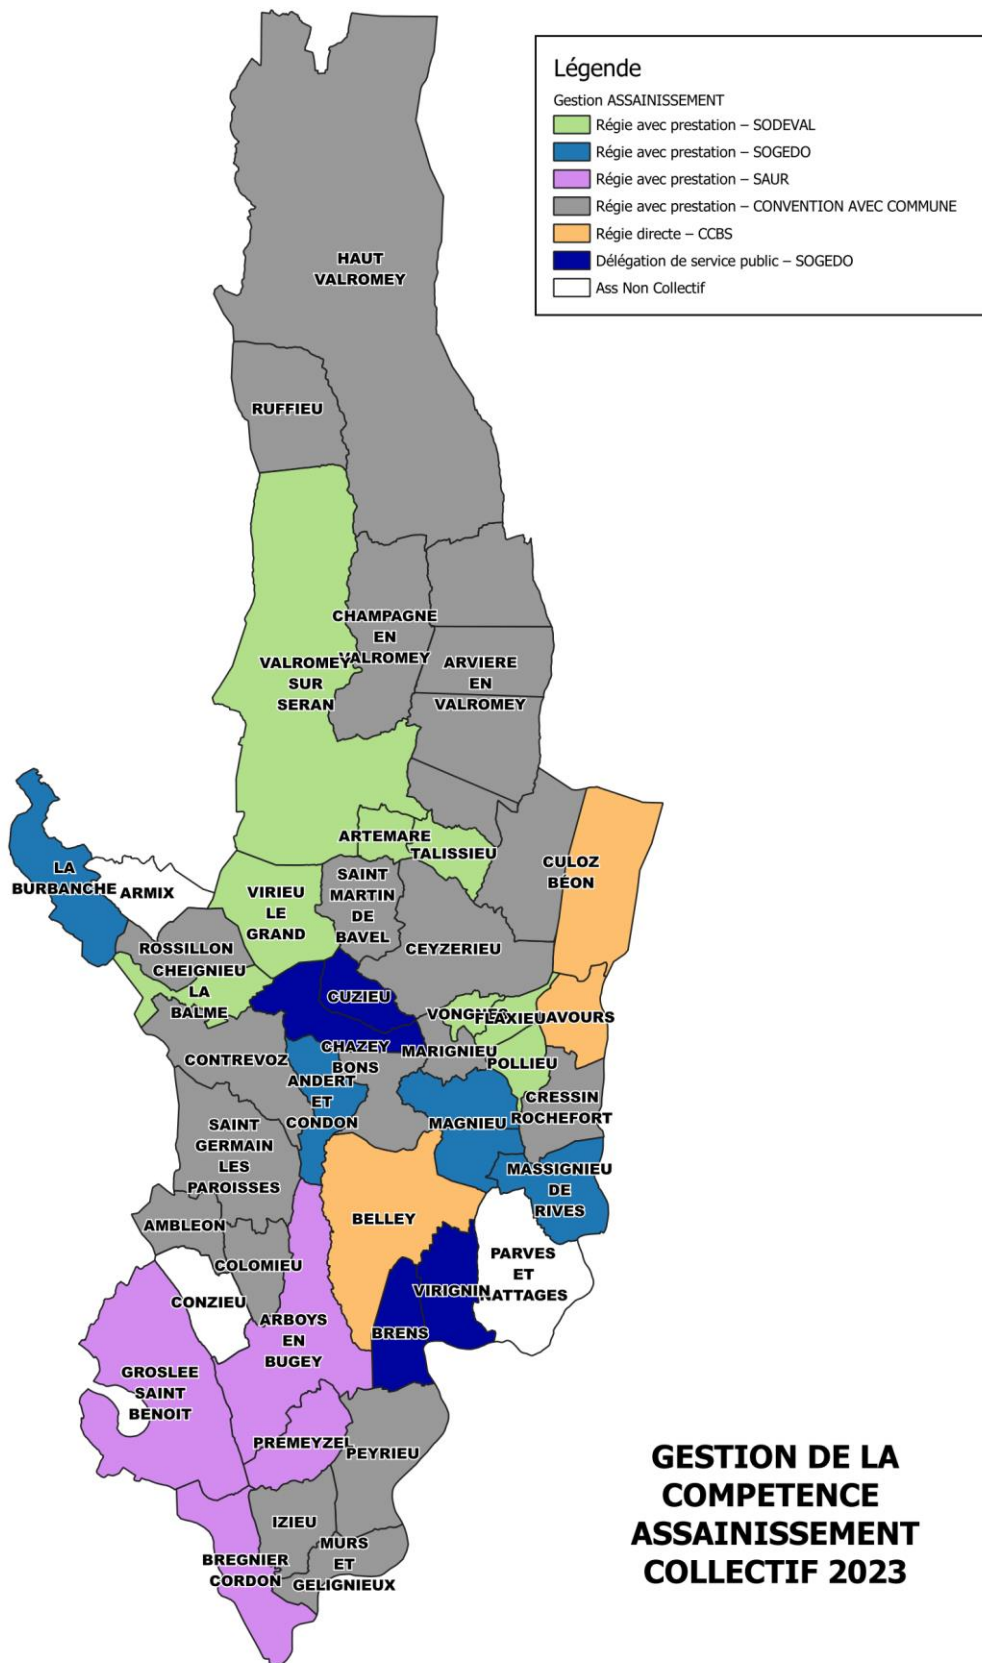 Légende
Gestion ASSAINISSEMENT
Régie avec prestation – SODEVAL
Régie avec prestation – SOGEDO
Régie avec prestation – SAUR
Régie avec prestation – CONVENTION AVEC COMMUNE
Régie directe – CCBS
Délégation de service public – SOGEDO
Ass Non Collectif
HAUT
VALROMEY
RUFFIEU
CHAMPAGNE
EN
VALROMEY
VALROMEY
SUR
SERAN
ARVIERE
EN
VALROMEY
ARTEMARE
TALISSIEU
CULOZ
BÉON
LA
BURBANCHE
ARMIX
VIRIEU
LE
GRAND
SAINT
MARTIN
DE
BAVEL
CEYZERIEU
ROSSILLON
CHEIGNIEU
LA
BALME
CUZIEU
VONGNES
FLAXIEU
AVOURS
CONTREVOZ
CHAZEY
BONS
MARIGNIEU
POLLIEU
ANDERT
ET
CONDON
CRESSIN
ROCHEFORT
MAGNIEU
SAINT
GERMAIN
LES
PAROISSES
MASSIGNIEU
DE
RIVES
AMBLEON
BELLEY
COLOMIEU
PARVES
ET
NATTAGES
CONZIEU
VIRIGNIN
ARBOYS
EN
BUGEY
BRENS
GROSLEE
SAINT
BENOIT
PREMEYZEL
PEYRIEU
IZIEU
MURS
ET
GELIGNIEUX
BREGNIER
CORDON
GESTION DE LA
COMPETENCE
ASSAINISSEMENT
COLLECTIF 2023